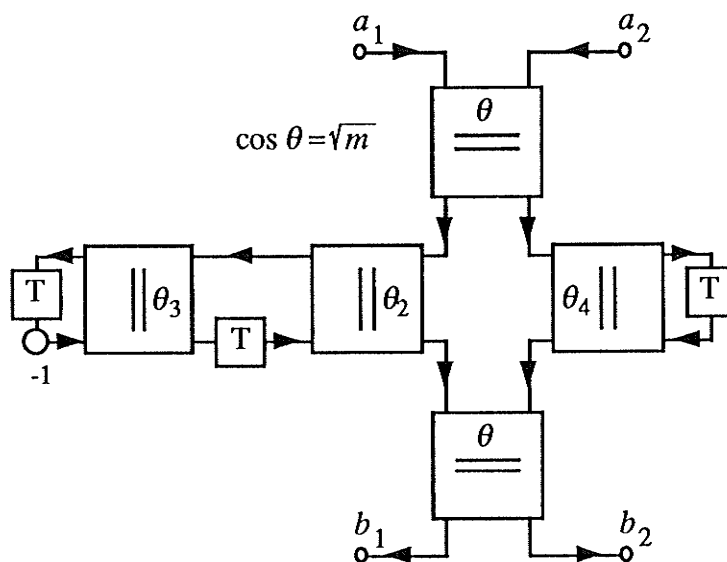 a₁ a₂
θ
cos θ = √m
T θ₃ θ₂ θ₄ T
T
-1
θ
b₁ b₂